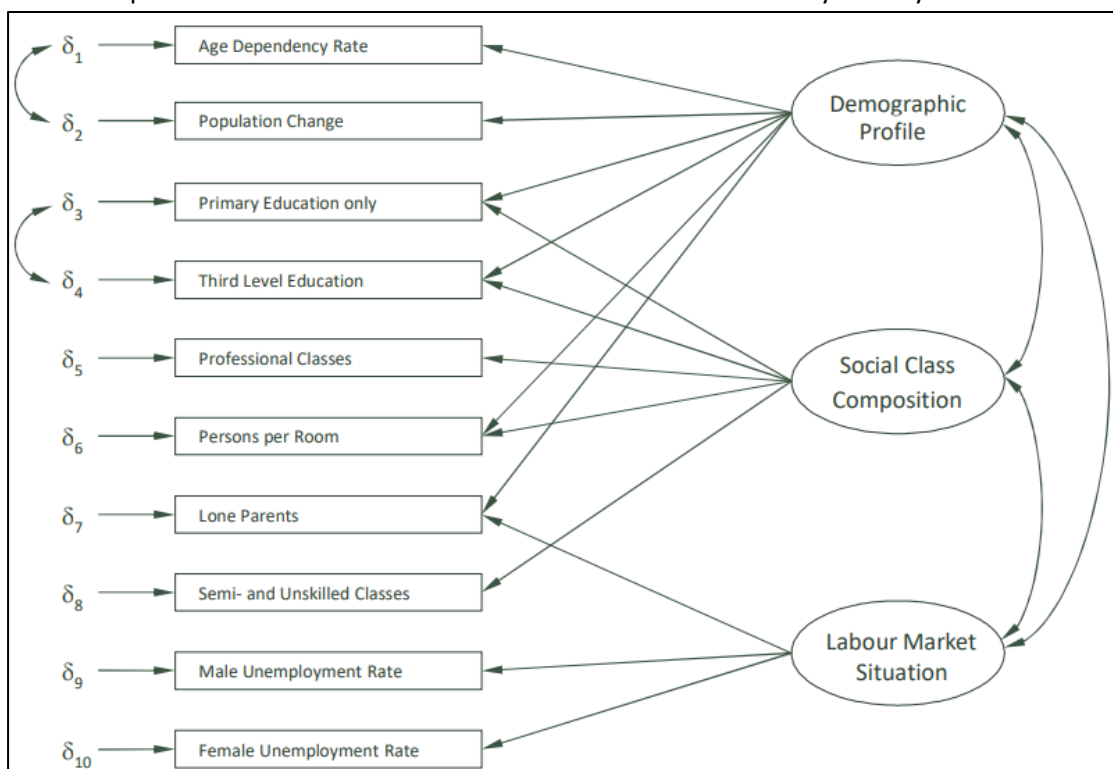 δ1
Age Dependency Rate
δ2
Population Change
δ3
Primary Education only
δ4
Third Level Education
δ5
Professional Classes
δ6
Persons per Room
δ7
Lone Parents
δ8
Semi- and Unskilled Classes
δ9
Male Unemployment Rate
δ10
Female Unemployment Rate
Demographic
Profile
Social Class
Composition
Labour Market
Situation